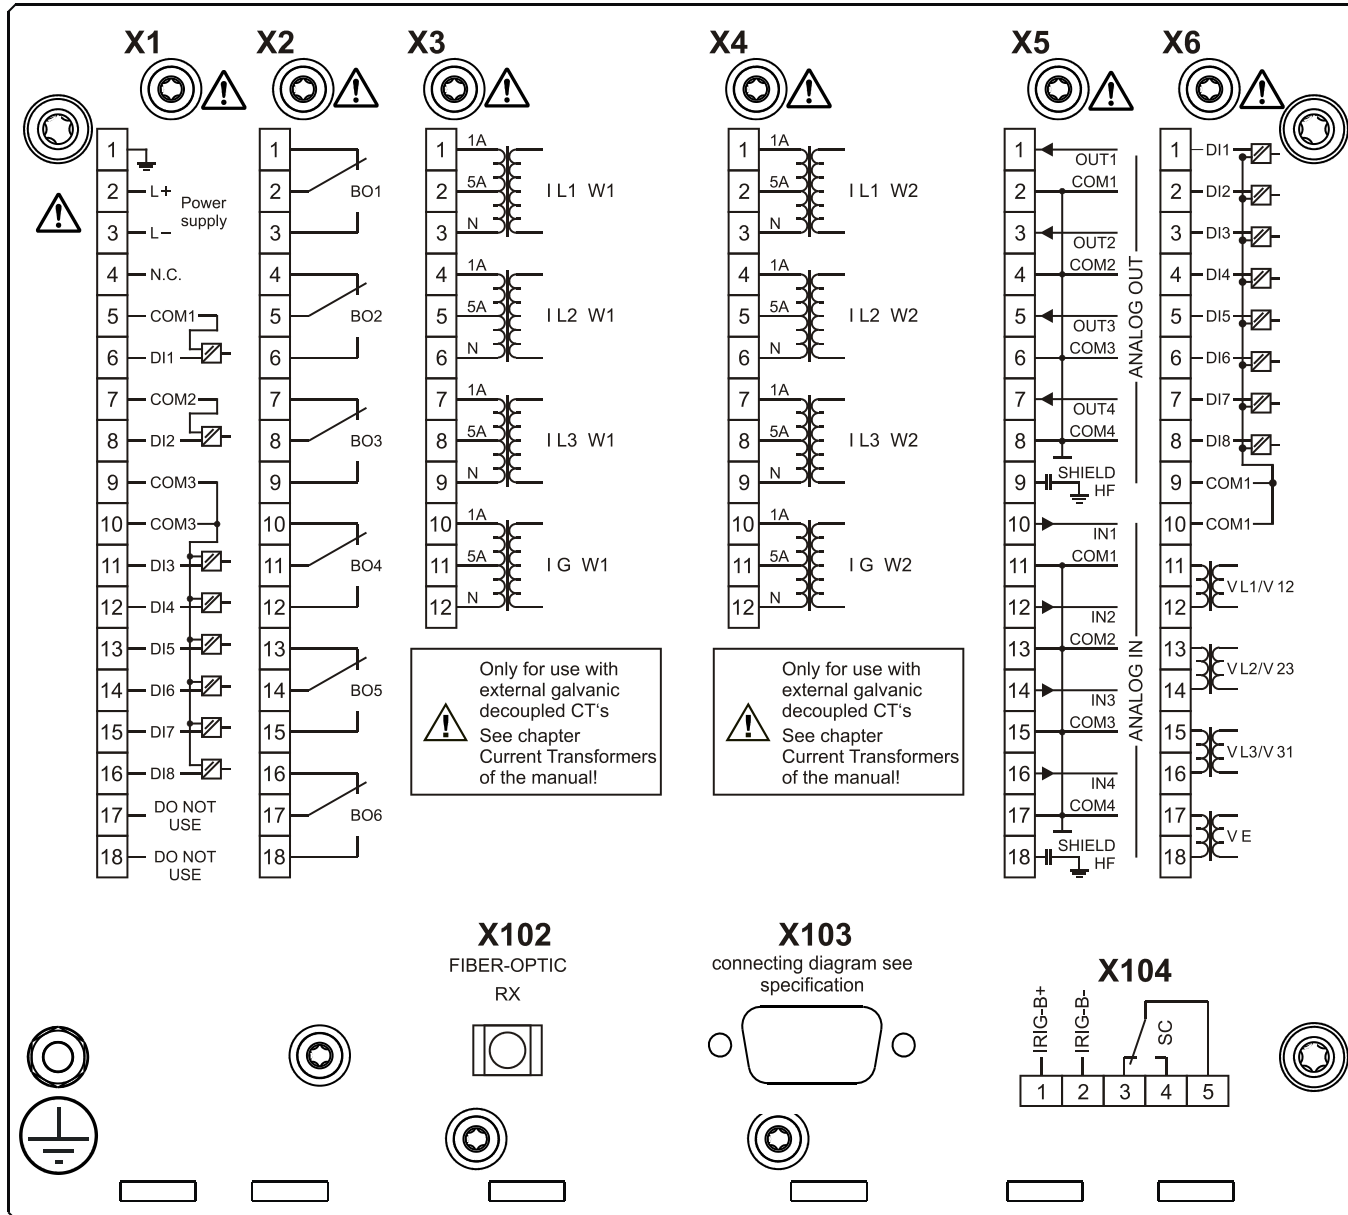 X1
X2
X3
X4
X5
X6
1
2 L+ Power
supply
3 L−
4 N.C.
5 COM1
6 DI1
7 COM2
8 DI2
9 COM3
10 COM3
11 DI3
12 DI4
13 DI5
14 DI6
15 DI7
16 DI8
17 DO NOT
USE
18 DO NOT
USE
1
2 BO1
3
4
5 BO2
6
7
8 BO3
9
10
11 BO4
12
13
14 BO5
15
16
17 BO6
18
1 1A
2 5A I L1 W1
3 N
4 1A
5 5A I L2 W1
6 N
7 1A
8 5A I L3 W1
9 N
10 1A
11 5A I G W1
12 N
Only for use with
external galvanic
decoupled CT‘s
See chapter
Current Transformers
of the manual!
1 1A
2 5A I L1 W2
3 N
4 1A
5 5A I L2 W2
6 N
7 1A
8 5A I L3 W2
9 N
10 1A
11 5A I G W2
12 N
Only for use with
external galvanic
decoupled CT‘s
See chapter
Current Transformers
of the manual!
1 OUT1
2 COM1
3 OUT2
4 COM2
5 OUT3
6 COM3
7 OUT4
8 COM4
9 SHIELD
HF
ANALOG OUT
10 IN1
11 COM1
12 IN2
13 COM2
14 IN3
15 COM3
16 IN4
17 COM4
18 SHIELD
HF
ANALOG IN
1 DI1
2 DI2
3 DI3
4 DI4
5 DI5
6 DI6
7 DI7
8 DI8
9 COM1
10 COM1
11
12 V L1/V 12
13
14 V L2/V 23
15
16 V L3/V 31
17
18 V E
X102
FIBER-OPTIC
RX
X103
connecting diagram see
specification
X104
IRIG-B+
IRIG-B-
SC
1 2 3 4 5